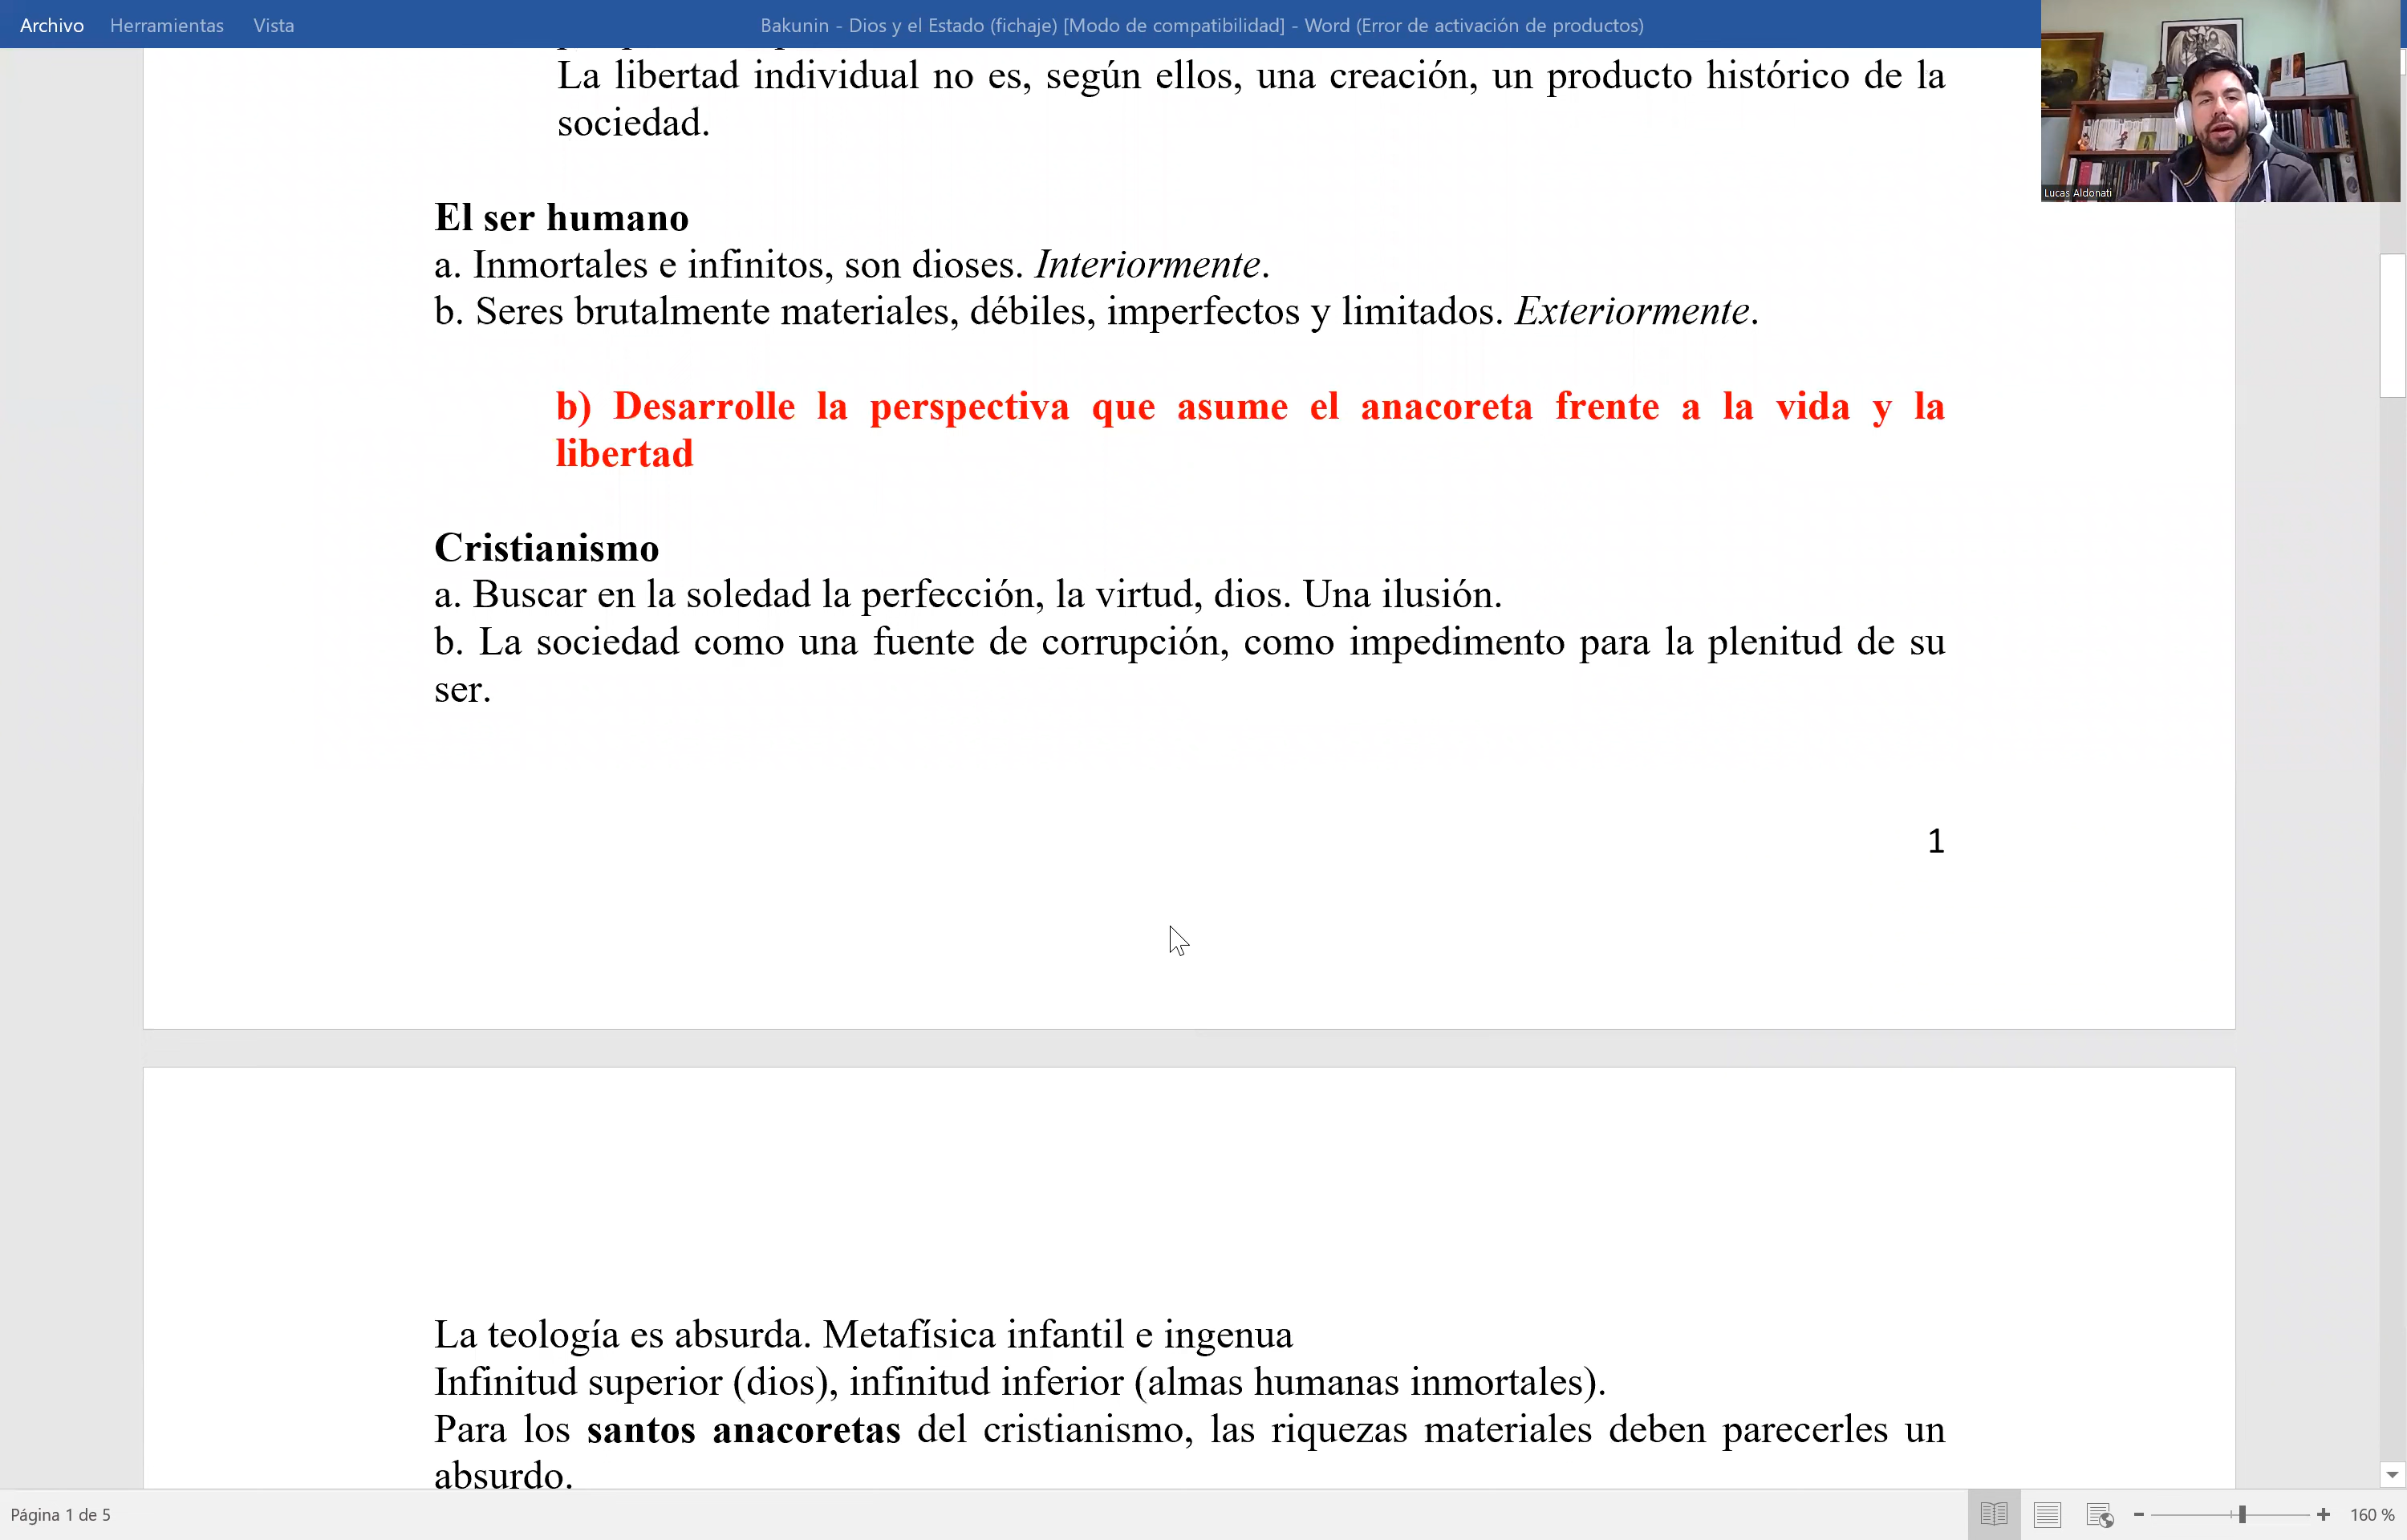 Archivo Herramientas Vista Bakunin - Dios y el Estado (fichaje) [Modo de compatibilidad] - Word (Error de activación de productos)
La libertad individual no es, según ellos, una creación, un producto histórico de la
sociedad.
Lucas Aldonati
El ser humano
a. Inmortales e infinitos, son dioses. Interiormente.
b. Seres brutalmente materiales, débiles, imperfectos y limitados. Exteriormente.
b) Desarrolle la perspectiva que asume el anacoreta frente a la vida y la
libertad
Cristianismo
a. Buscar en la soledad la perfección, la virtud, dios. Una ilusión.
b. La sociedad como una fuente de corrupción, como impedimento para la plenitud de su
ser.
1
La teología es absurda. Metafísica infantil e ingenua
Infinitud superior (dios), infinitud inferior (almas humanas inmortales).
Para los santos anacoretas del cristianismo, las riquezas materiales deben parecerles un
absurdo.
Página 1 de 5 160 %